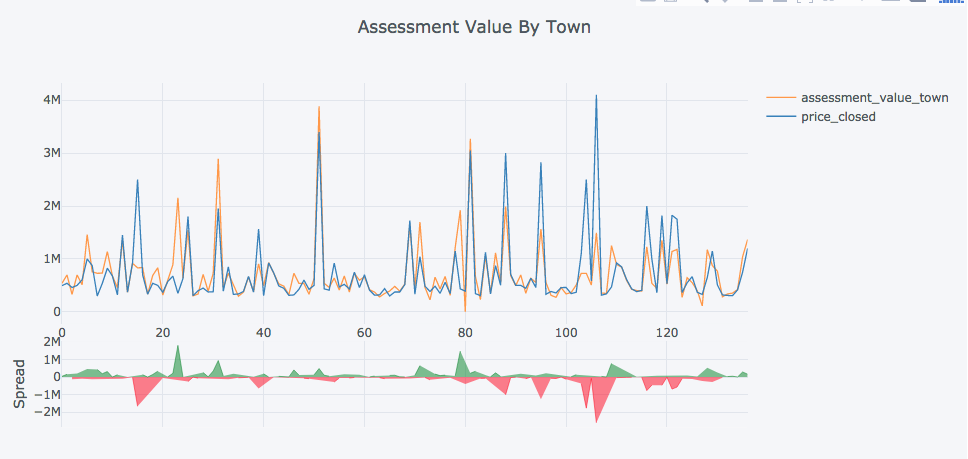 Assessment Value By Town
4M
3M
2M
1M
0
assessment_value_town
price_closed
0 20 40 60 80 100 120
2M
1M
0
−1M
−2M
Spread